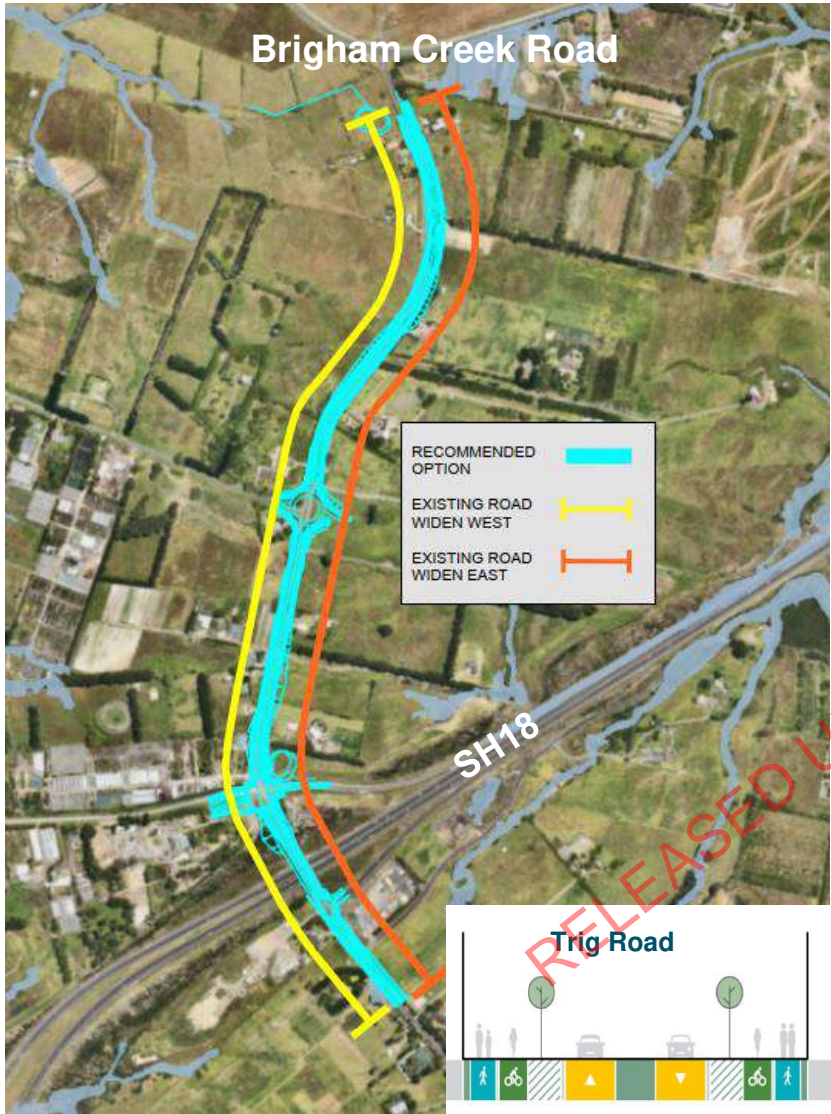 Brigham Creek Road
RECOMMENDED
OPTION
EXISTING ROAD
WIDEN WEST
EXISTING ROAD
WIDEN EAST
SH18
RELEASED U
Trig Road